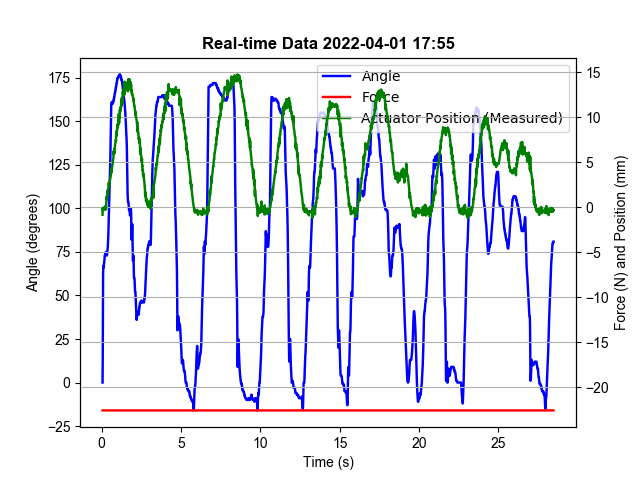 Real-time Data 2022-04-01 17:55
Angle
Force
Actuator Position (Measured)
Angle (degrees)
175
150
125
100
75
50
25
0
−25
15
10
5
0
−5
−10
−15
−20
Force (N) and Position (mm)
0 5 10 15 20 25
Time (s)